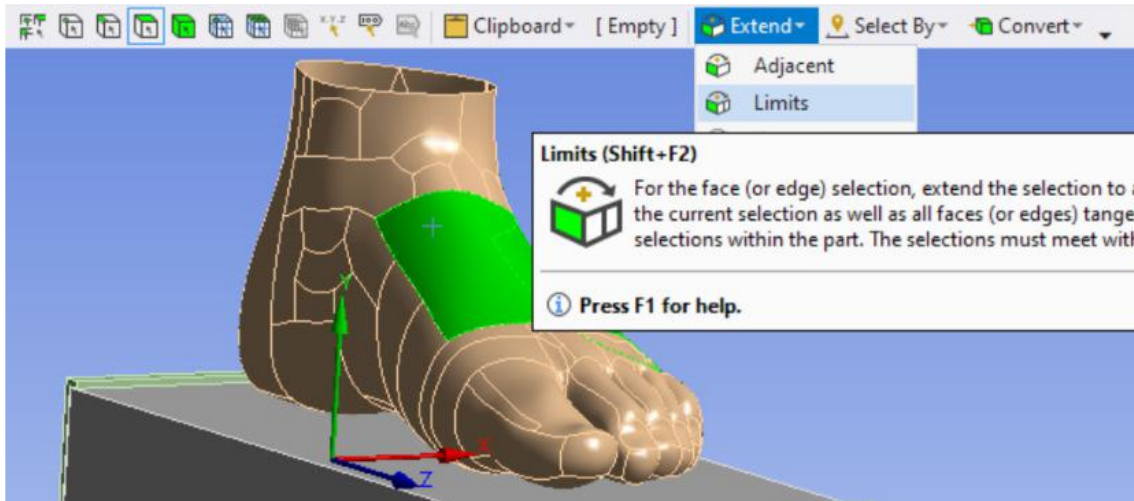 Clipboard [ Empty ] Extend Select By Convert
Adjacent
Limits
Limits (Shift+F2)
For the face (or edge) selection, extend the selection to
the current selection as well as all faces (or edges)
selections within the part. The selections must meet
Press F1 for help.
Y
X
Z